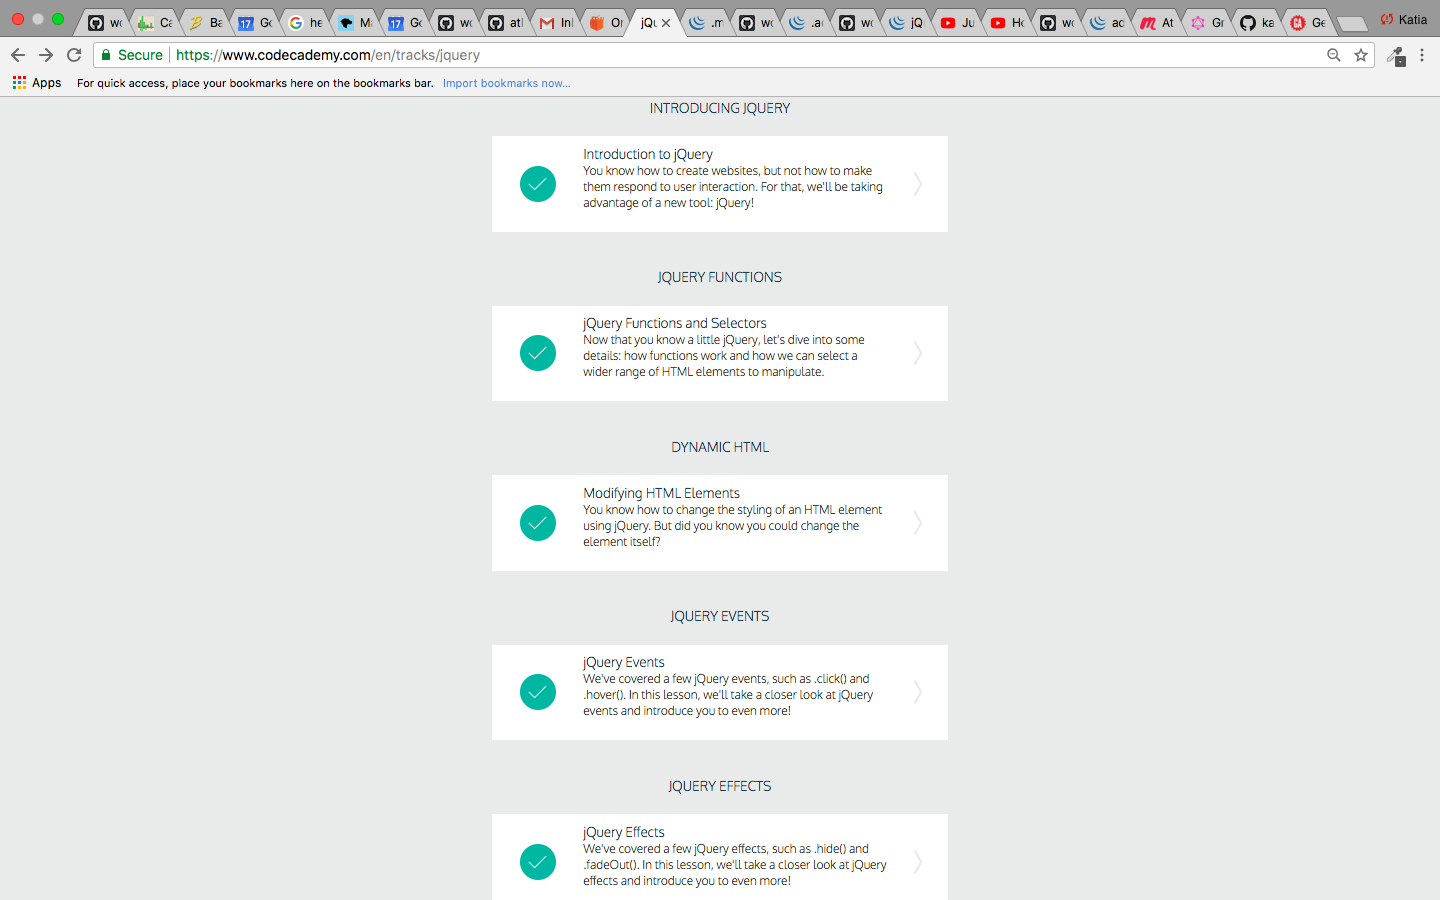 wo
Ca
Ba
17 Go
he
Ma
17 Go
wo
atl
Inl
Or
jQu
.m
wo
.a
wo
jQ
Ju
Ho
wo
ad
At
Gr
ka
GA Ge
Katia
Secure https://www.codecademy.com/en/tracks/jquery
Apps For quick access, place your bookmarks here on the bookmarks bar. Import bookmarks now...
INTRODUCING JQUERY
Introduction to jQuery
You know how to create websites, but not how to make
them respond to user interaction. For that, we'll be taking
advantage of a new tool: jQuery!
JQUERY FUNCTIONS
jQuery Functions and Selectors
Now that you know a little jQuery, let's dive into some
details: how functions work and how we can select a
wider range of HTML elements to manipulate.
DYNAMIC HTML
Modifying HTML Elements
You know how to change the styling of an HTML element
using jQuery. But did you know you could change the
element itself?
JQUERY EVENTS
jQuery Events
We've covered a few jQuery events, such as .click() and
.hover(). In this lesson, we'll take a closer look at jQuery
events and introduce you to even more!
JQUERY EFFECTS
jQuery Effects
We've covered a few jQuery effects, such as .hide() and
.fadeOut(). In this lesson, we'll take a closer look at jQuery
effects and introduce you to even more!